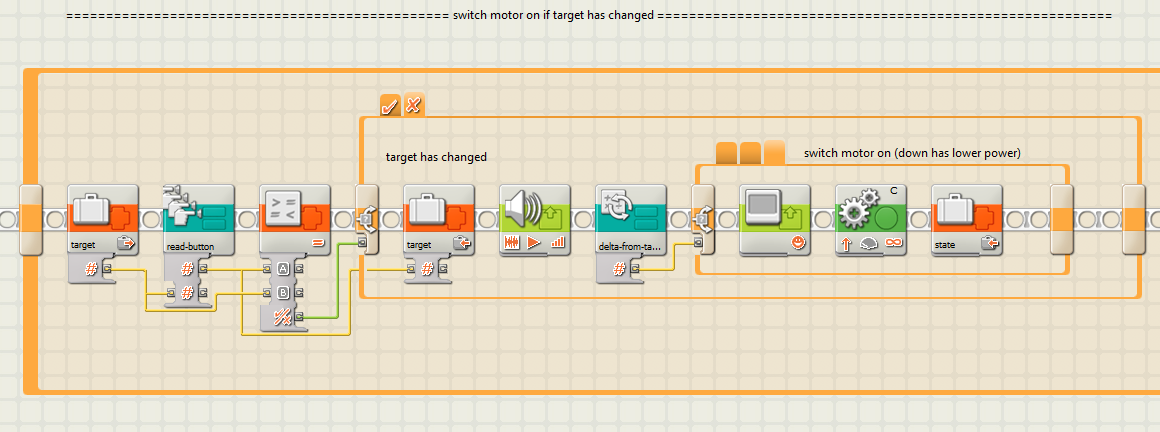 ============================================== switch motor on if target has changed =======================================================
target has changed
switch motor on (down has lower power)
C
target
read-button
target
delta-from-ta...
state
A
B